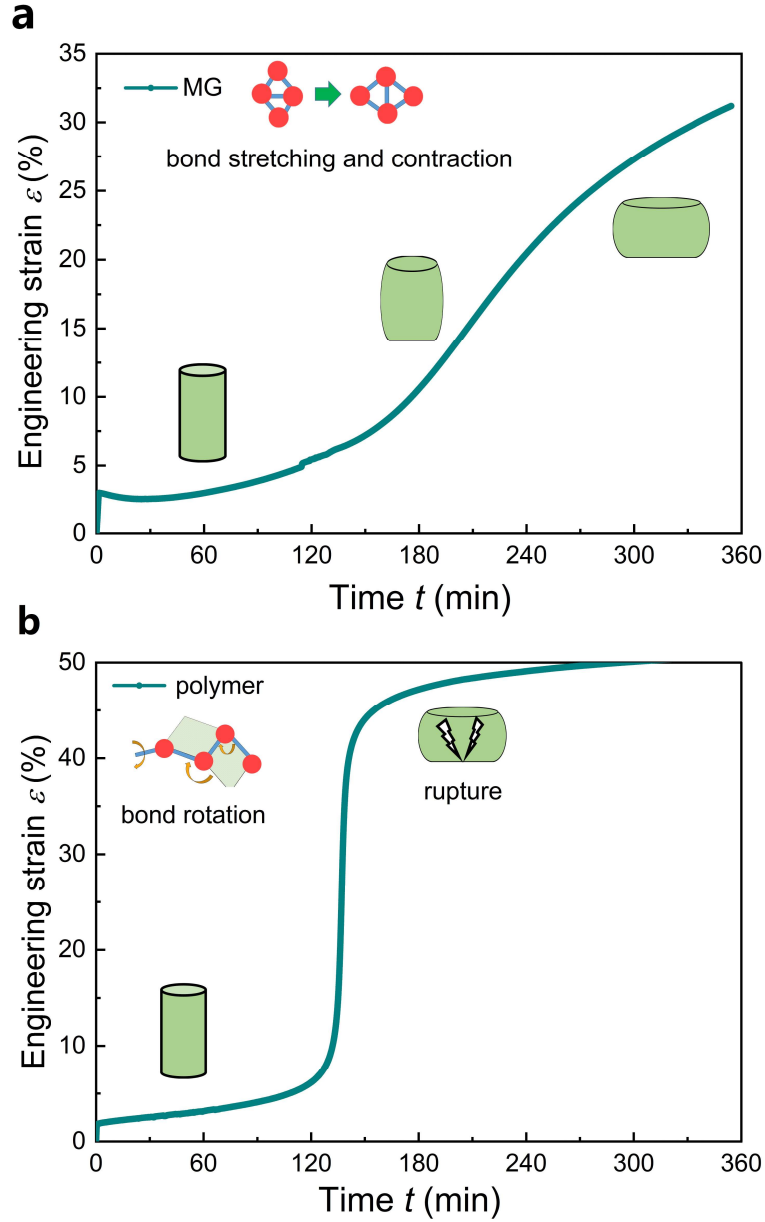 a
35
30
25
20
15
10
5
0
Engineering strain ε (%)
MG
bond stretching and contraction
0 60 120 180 240 300 360
Time t (min)
b
50
40
30
20
10
0
Engineering strain ε (%)
polymer
bond rotation
rupture
0 60 120 180 240 300 360
Time t (min)